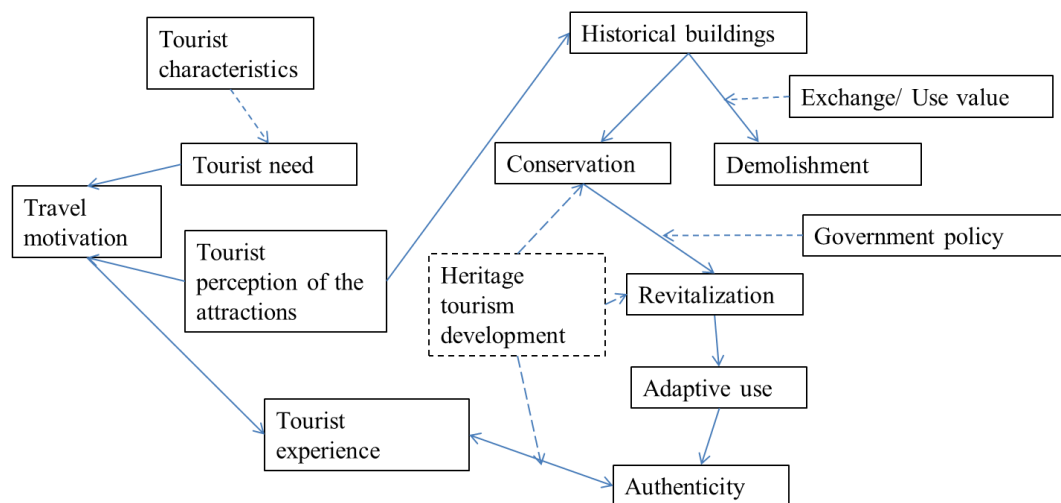 Tourist
characteristics
Tourist need
Travel
motivation
Tourist
perception of the
attractions
Tourist
experience
Historical buildings
Exchange/ Use value
Conservation
Demolishment
Government policy
Heritage
tourism
development
Revitalization
Adaptive use
Authenticity